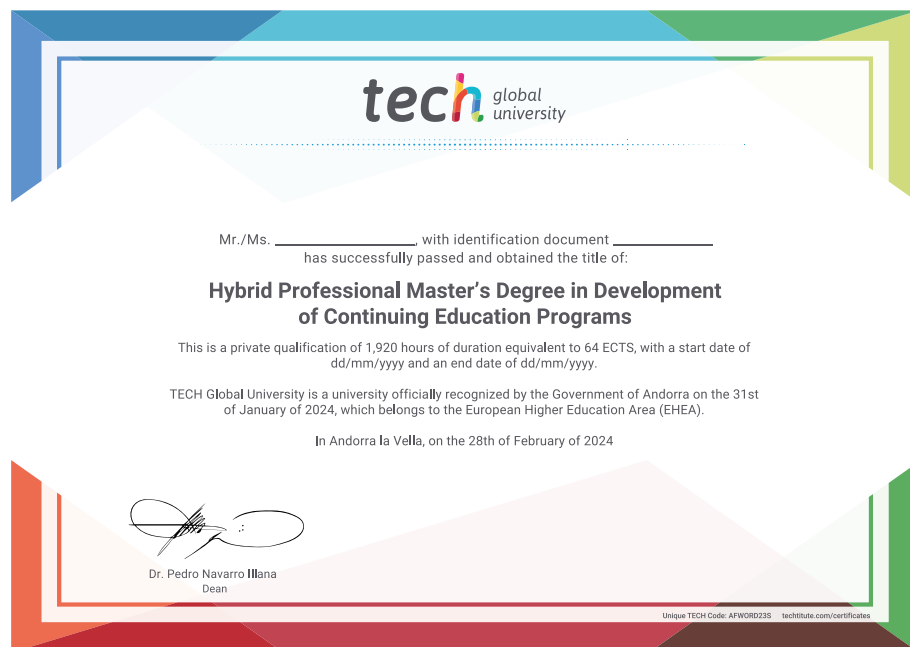 tech global university
Mr./Ms. ____________________, with identification document ______________
has successfully passed and obtained the title of:
Hybrid Professional Master's Degree in Development
of Continuing Education Programs
This is a private qualification of 1,920 hours of duration equivalent to 64 ECTS, with a start date of
dd/mm/yyyy and an end date of dd/mm/yyyy.
TECH Global University is a university officially recognized by the Government of Andorra on the 31st
of January of 2024, which belongs to the European Higher Education Area (EHEA).
In Andorra la Vella, on the 28th of February of 2024
Dr. Pedro Navarro Illana
Dean
Unique TECH Code: AFWORD23S techtitute.com/certificates